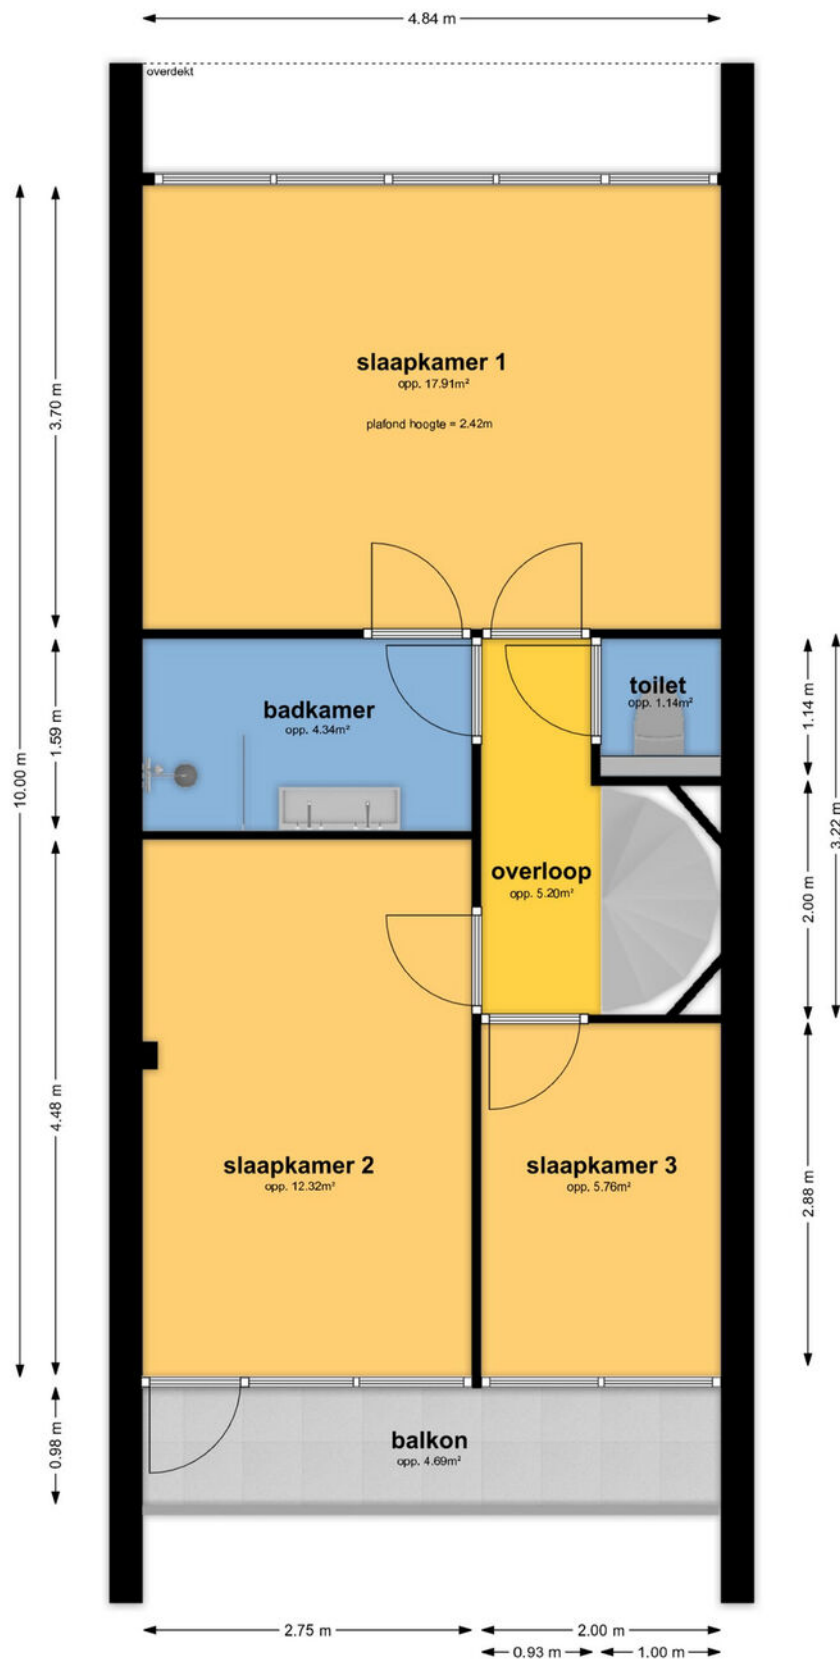 4.84 m
overdekt
slaapkamer 1
opp. 17.91m²
plafond hoogte = 2.42m
3.70 m
10.00 m
1.59 m
badkamer
opp. 4.34m²
toilet
opp. 1.14m²
1.14 m
3.22 m
overloop
opp. 5.20m²
2.00 m
4.48 m
slaapkamer 2
opp. 12.32m²
slaapkamer 3
opp. 5.76m²
2.88 m
0.98 m
balkon
opp. 4.69m²
2.75 m
2.00 m
0.93 m
1.00 m